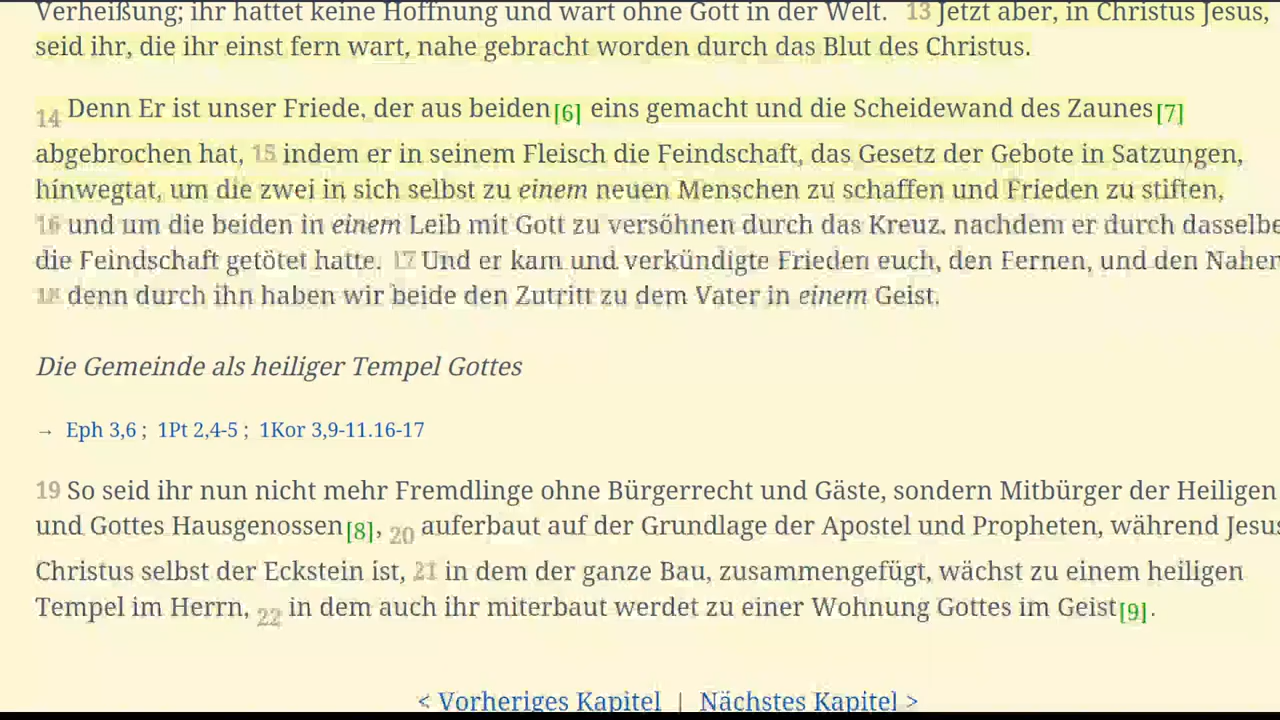 Verheißung; ihr hattet keine Hoffnung und wart ohne Gott in der Welt. 13 Jetzt aber, in Christus Jesus,
seid ihr, die ihr einst fern wart, nahe gebracht worden durch das Blut des Christus.
14 Denn Er ist unser Friede, der aus beiden[6] eins gemacht und die Scheidewand des Zaunes[7]
abgebrochen hat, 15 indem er in seinem Fleisch die Feindschaft, das Gesetz der Gebote in Satzungen,
hinwegtat, um die zwei in sich selbst zu einem neuen Menschen zu schaffen und Frieden zu stiften,
16 und um die beiden in einem Leib mit Gott zu versöhnen durch das Kreuz, nachdem er durch dasselbe
die Feindschaft getötet hatte. 17 Und er kam und verkündigte Frieden euch, den Fernen, und den Nahen
18 denn durch ihn haben wir beide den Zutritt zu dem Vater in einem Geist.
Die Gemeinde als heiliger Tempel Gottes
→ Eph 3,6 ; 1Pt 2,4-5 ; 1Kor 3,9-11.16-17
19 So seid ihr nun nicht mehr Fremdlinge ohne Bürgerrecht und Gäste, sondern Mitbürger der Heiligen
und Gottes Hausgenossen[8], 20 auferbaut auf der Grundlage der Apostel und Propheten, während Jesus
Christus selbst der Eckstein ist, 21 in dem der ganze Bau, zusammengefügt, wächst zu einem heiligen
Tempel im Herrn, 22 in dem auch ihr miterbaut werdet zu einer Wohnung Gottes im Geist[9].
< Vorheriges Kapitel | Nächstes Kapitel >